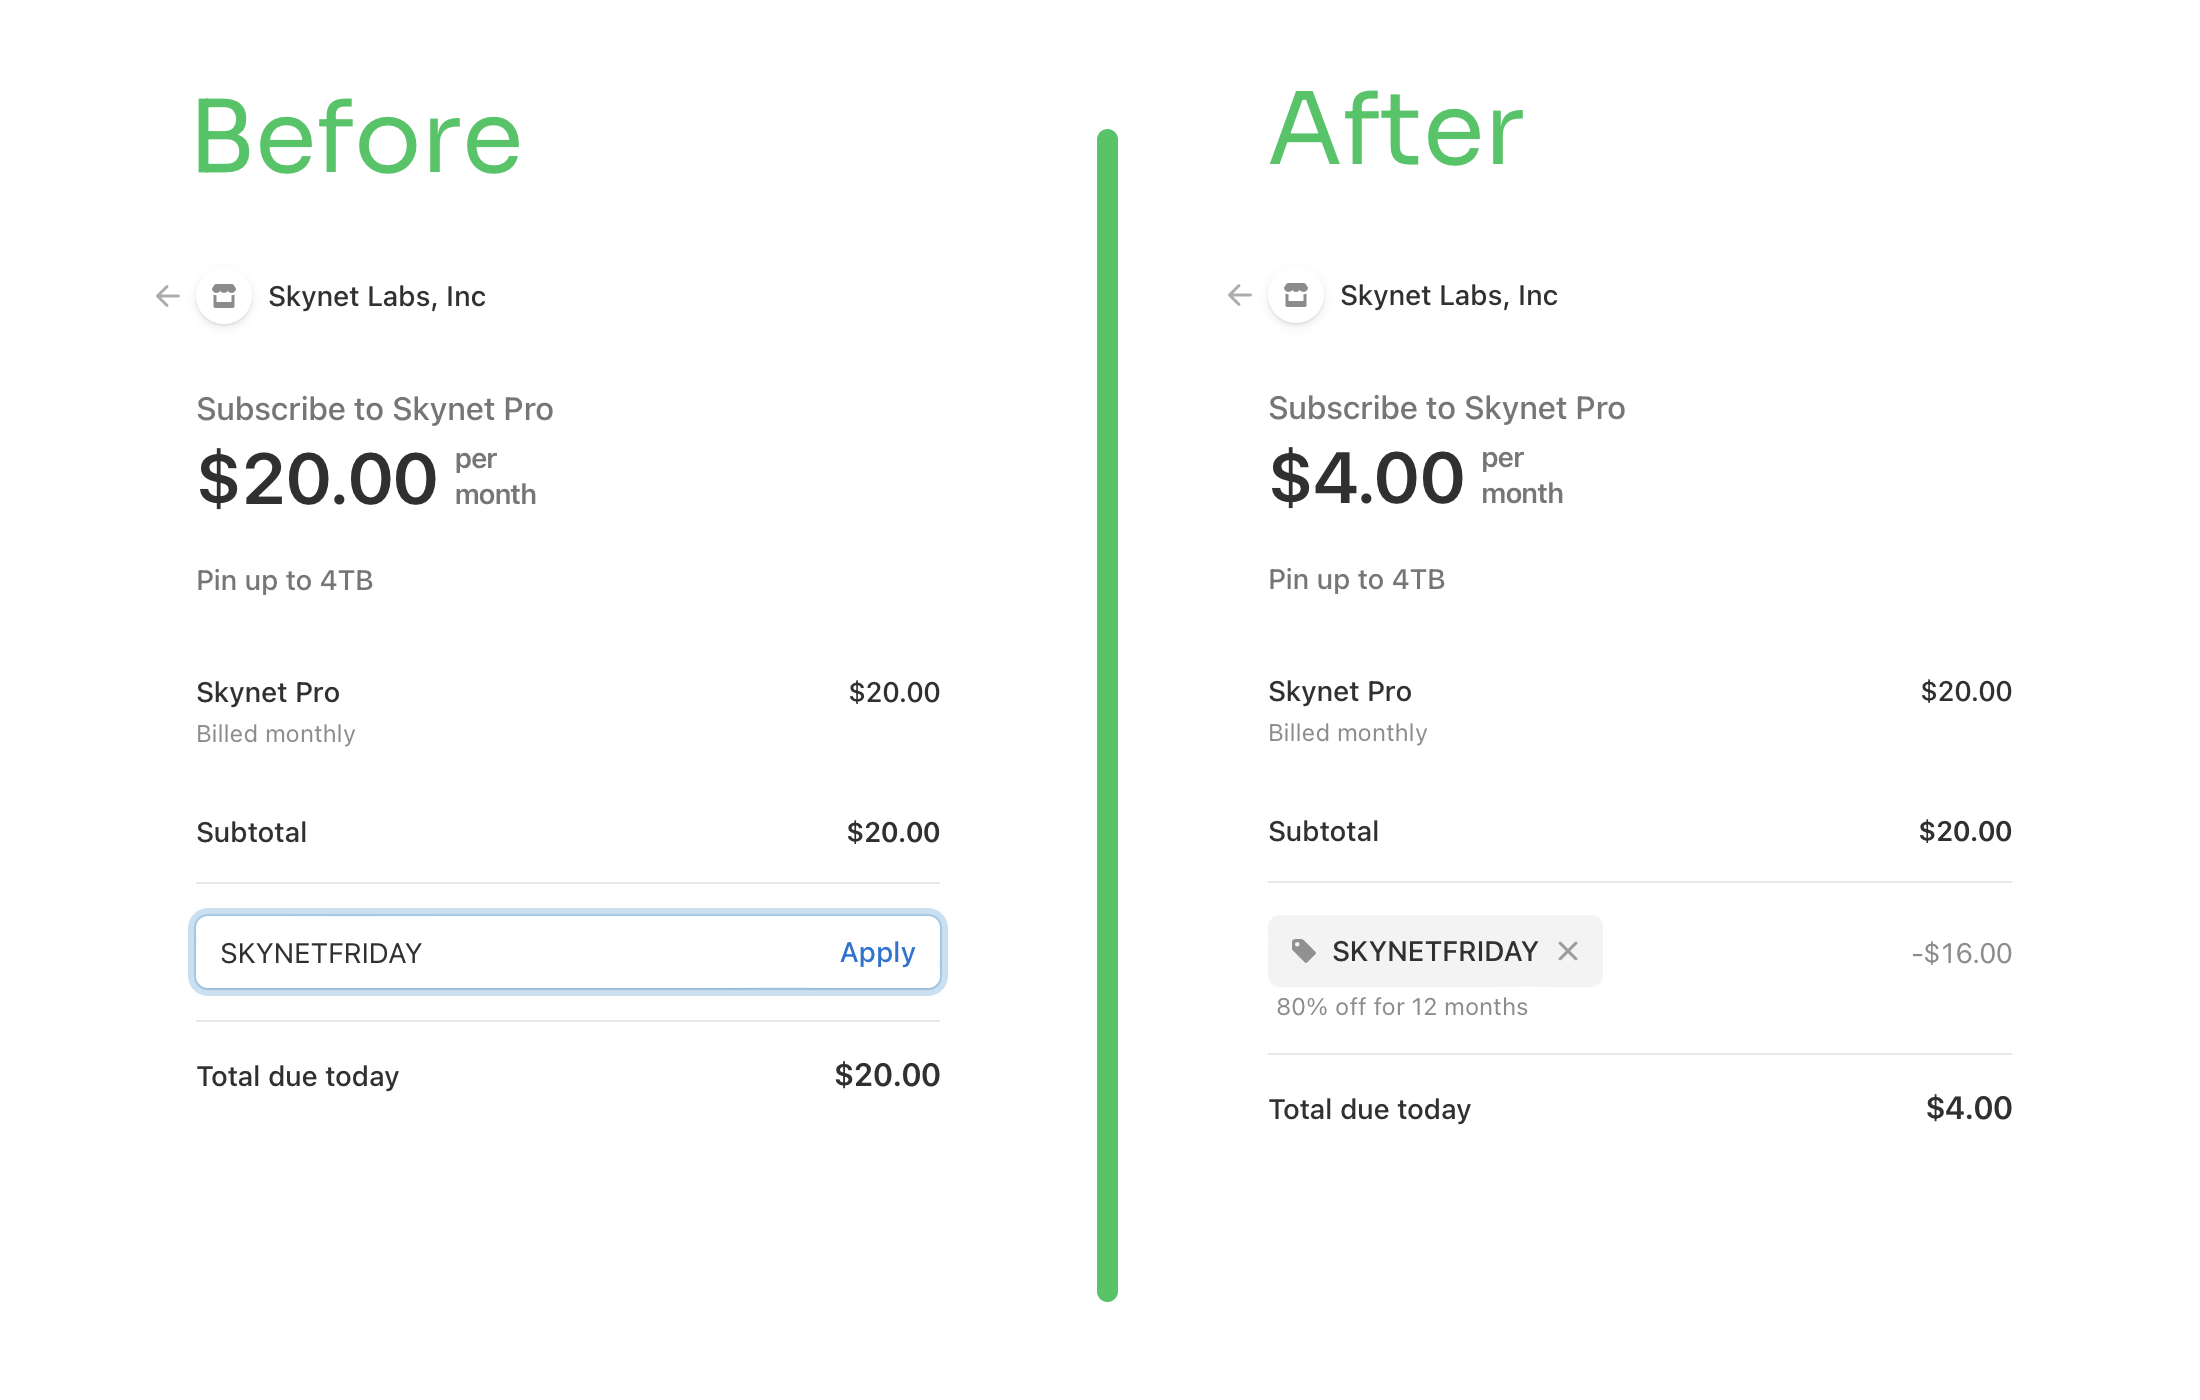 Before
Skynet Labs, Inc
Subscribe to Skynet Pro
$20.00 per
month
Pin up to 4TB
Skynet Pro $20.00
Billed monthly
Subtotal $20.00
SKYNETFRIDAY Apply
Total due today $20.00
After
Skynet Labs, Inc
Subscribe to Skynet Pro
$4.00 per
month
Pin up to 4TB
Skynet Pro $20.00
Billed monthly
Subtotal $20.00
SKYNETFRIDAY -$16.00
80% off for 12 months
Total due today $4.00